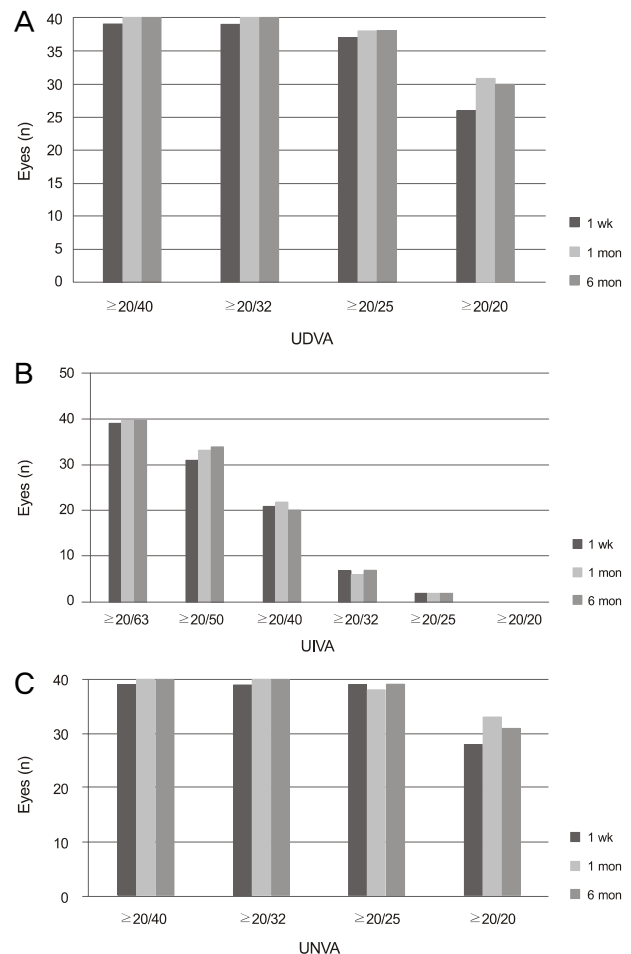 A
40
35
30
25
20
15
10
5
0
Eyes (n)
≥20/40 ≥20/32 ≥20/25 ≥20/20
UDVA
1 wk
1 mon
6 mon
B
50
40
30
20
10
0
Eyes (n)
≥20/63 ≥20/50 ≥20/40 ≥20/32 ≥20/25 ≥20/20
UIVA
1 wk
1 mon
6 mon
C
40
30
20
10
0
Eyes (n)
≥20/40 ≥20/32 ≥20/25 ≥20/20
UNVA
1 wk
1 mon
6 mon